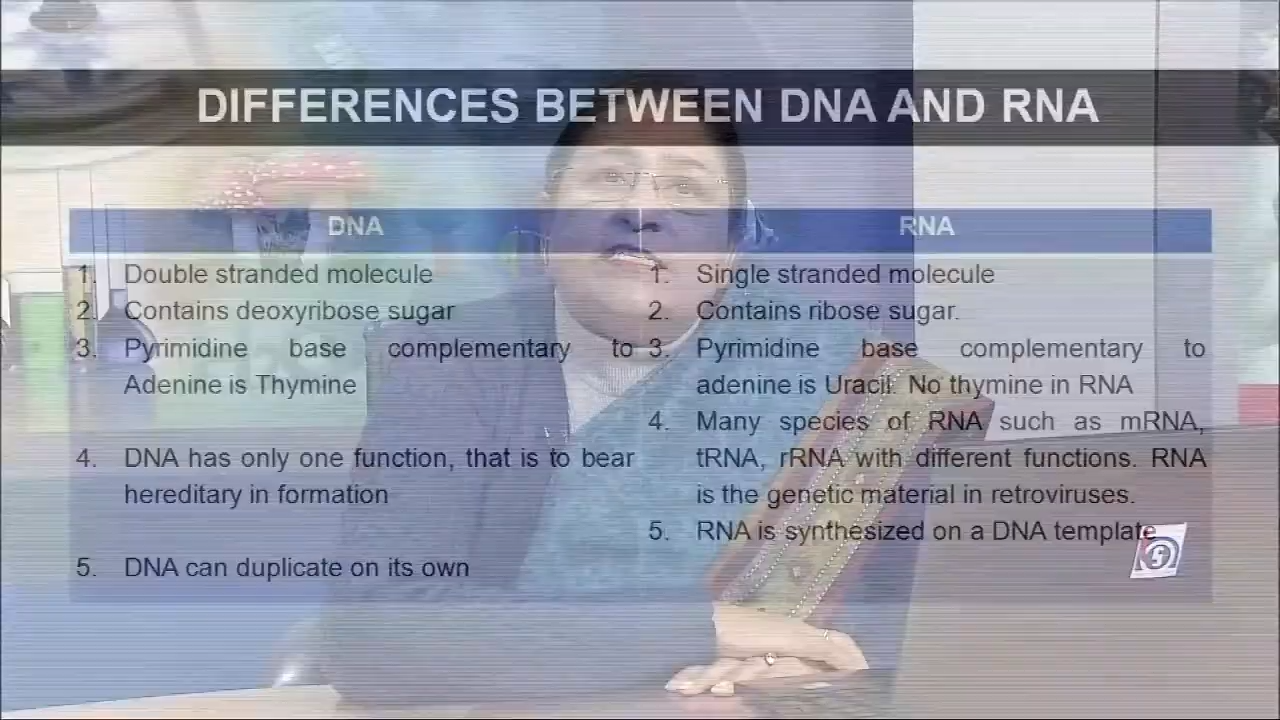 DIFFERENCES BETWEEN DNA AND RNA
DNA
1. Double stranded molecule
2. Contains deoxyribose sugar
3. Pyrimidine base complementary to
Adenine is Thymine
4. DNA has only one function, that is to bear
hereditary in formation
5. DNA can duplicate on its own
RNA
1. Single stranded molecule
2. Contains ribose sugar.
3. Pyrimidine base complementary to
adenine is Uracil. No thymine in RNA
4. Many species of RNA such as mRNA,
tRNA, rRNA with different functions. RNA
is the genetic material in retroviruses.
5. RNA is synthesized on a DNA template